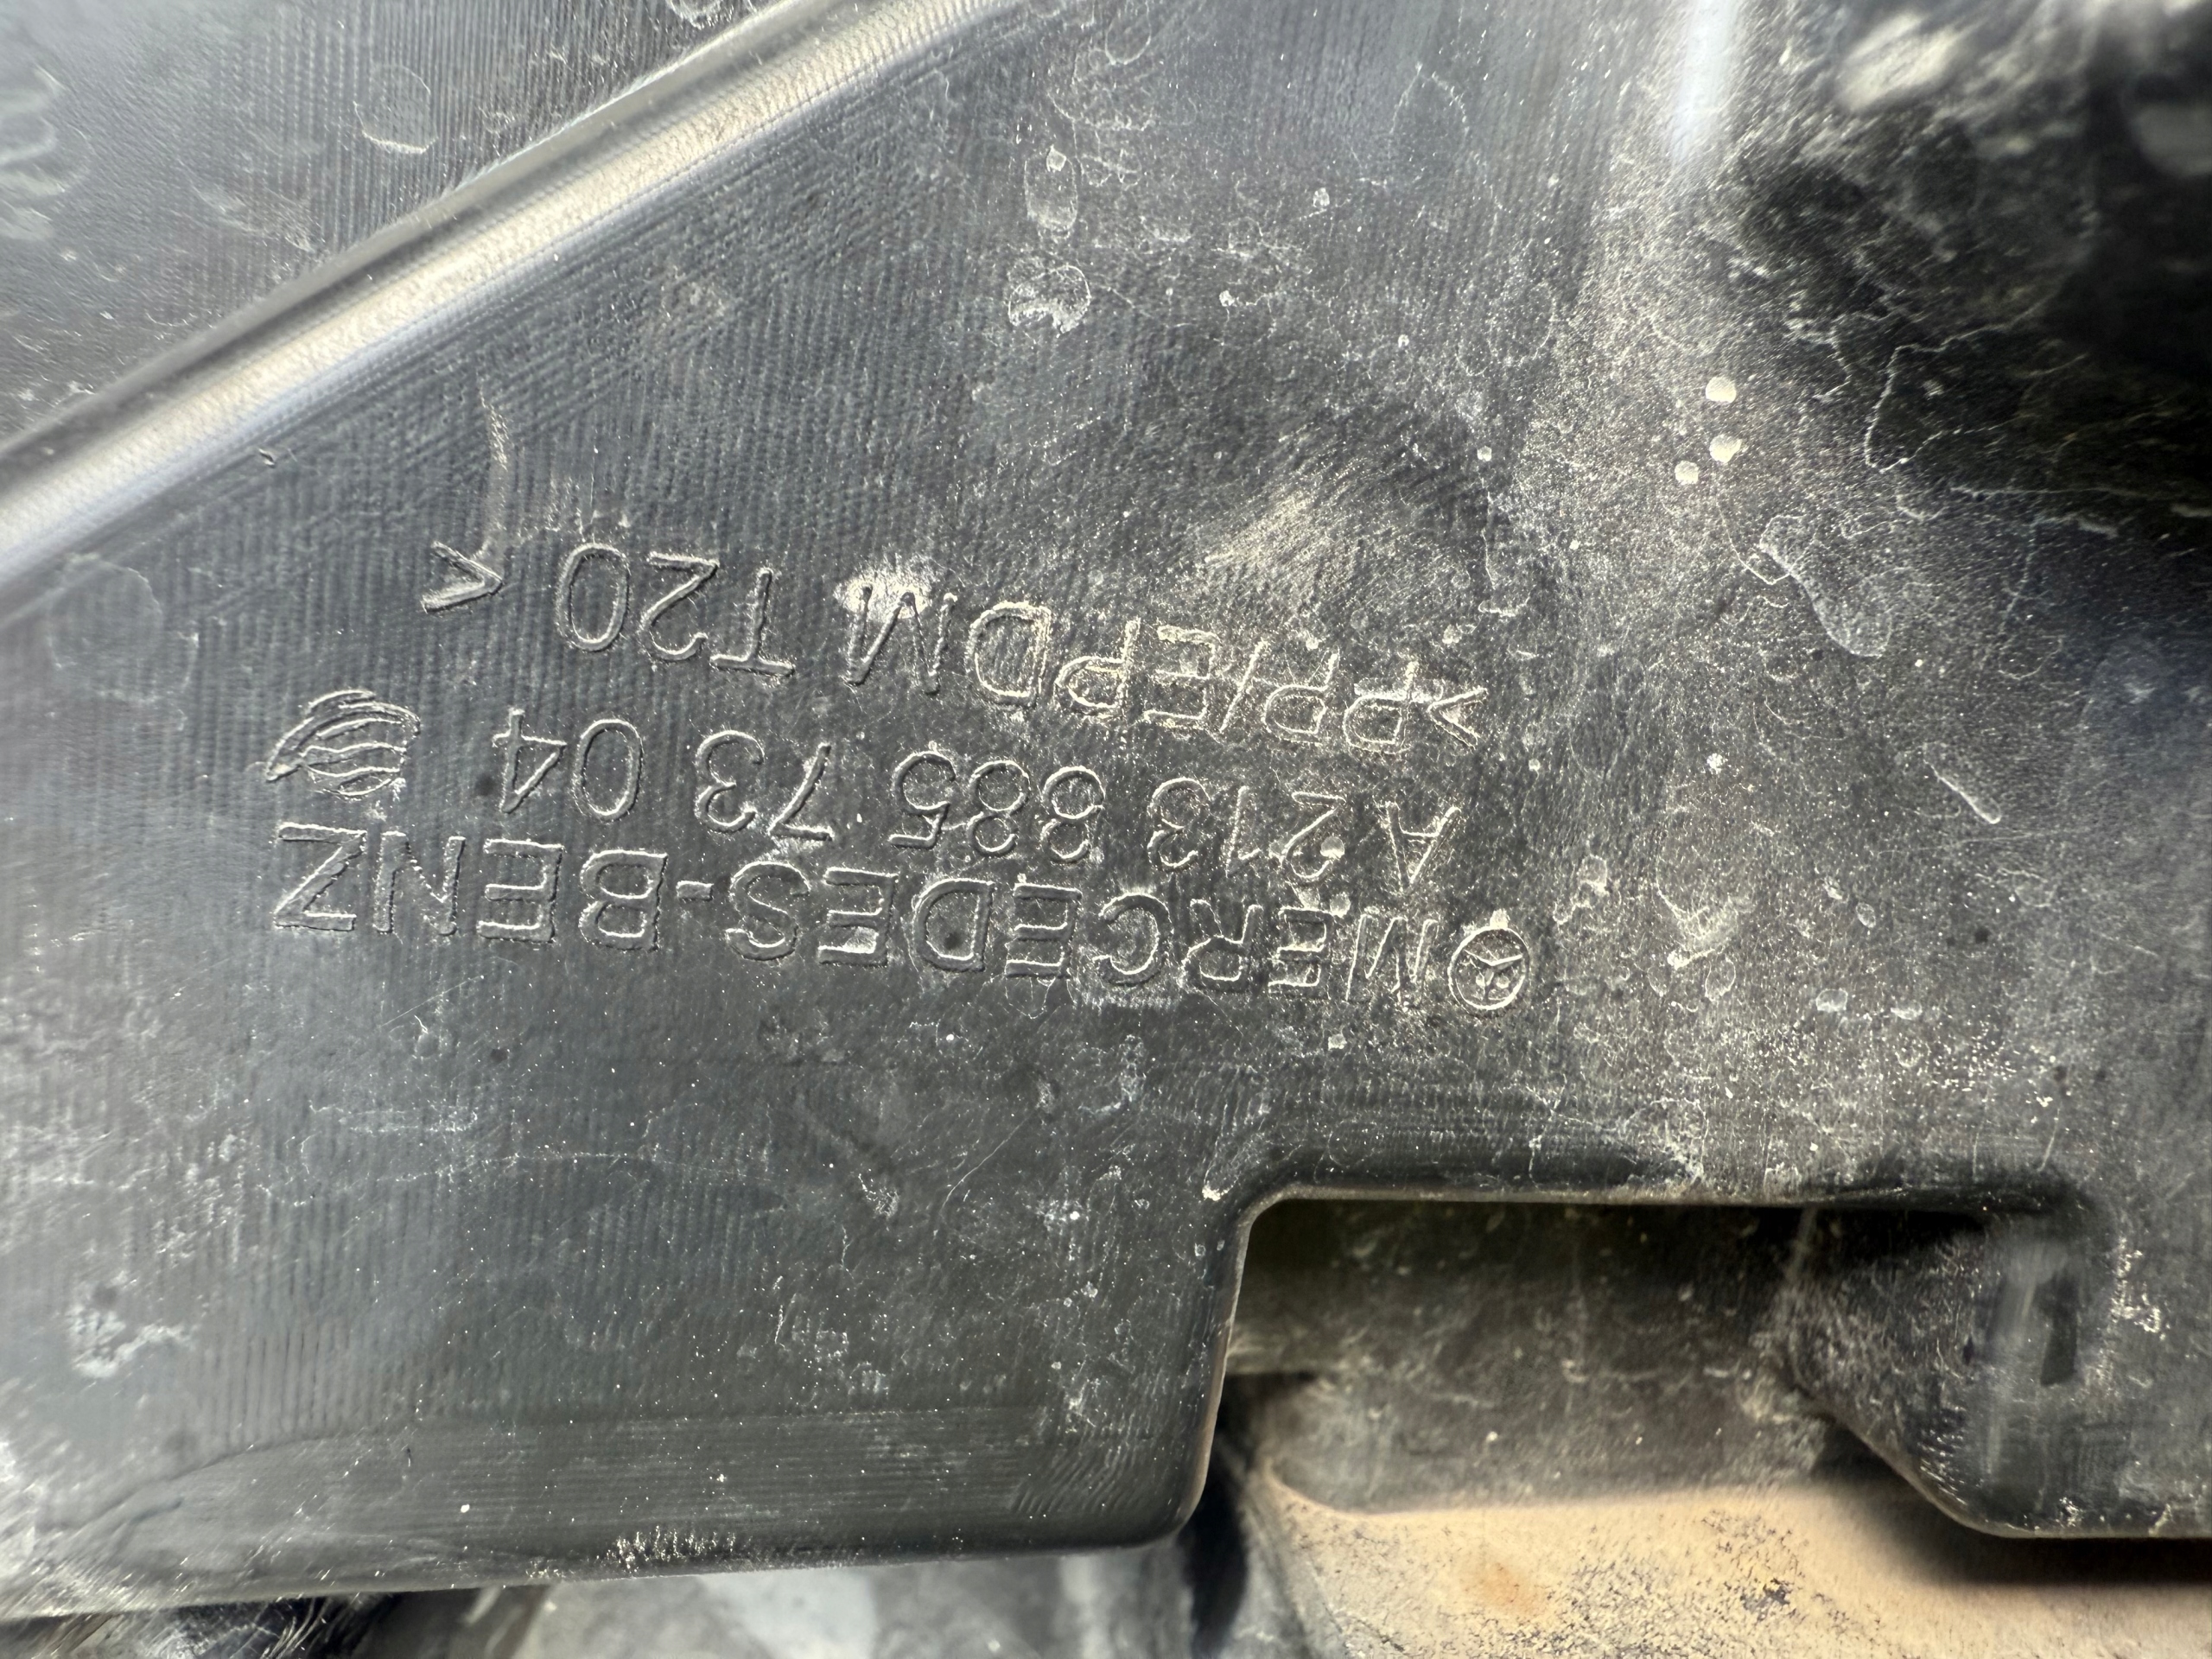 MERCEDES-BENZ
A 213 885 73 04
>PP/EPDM T20<